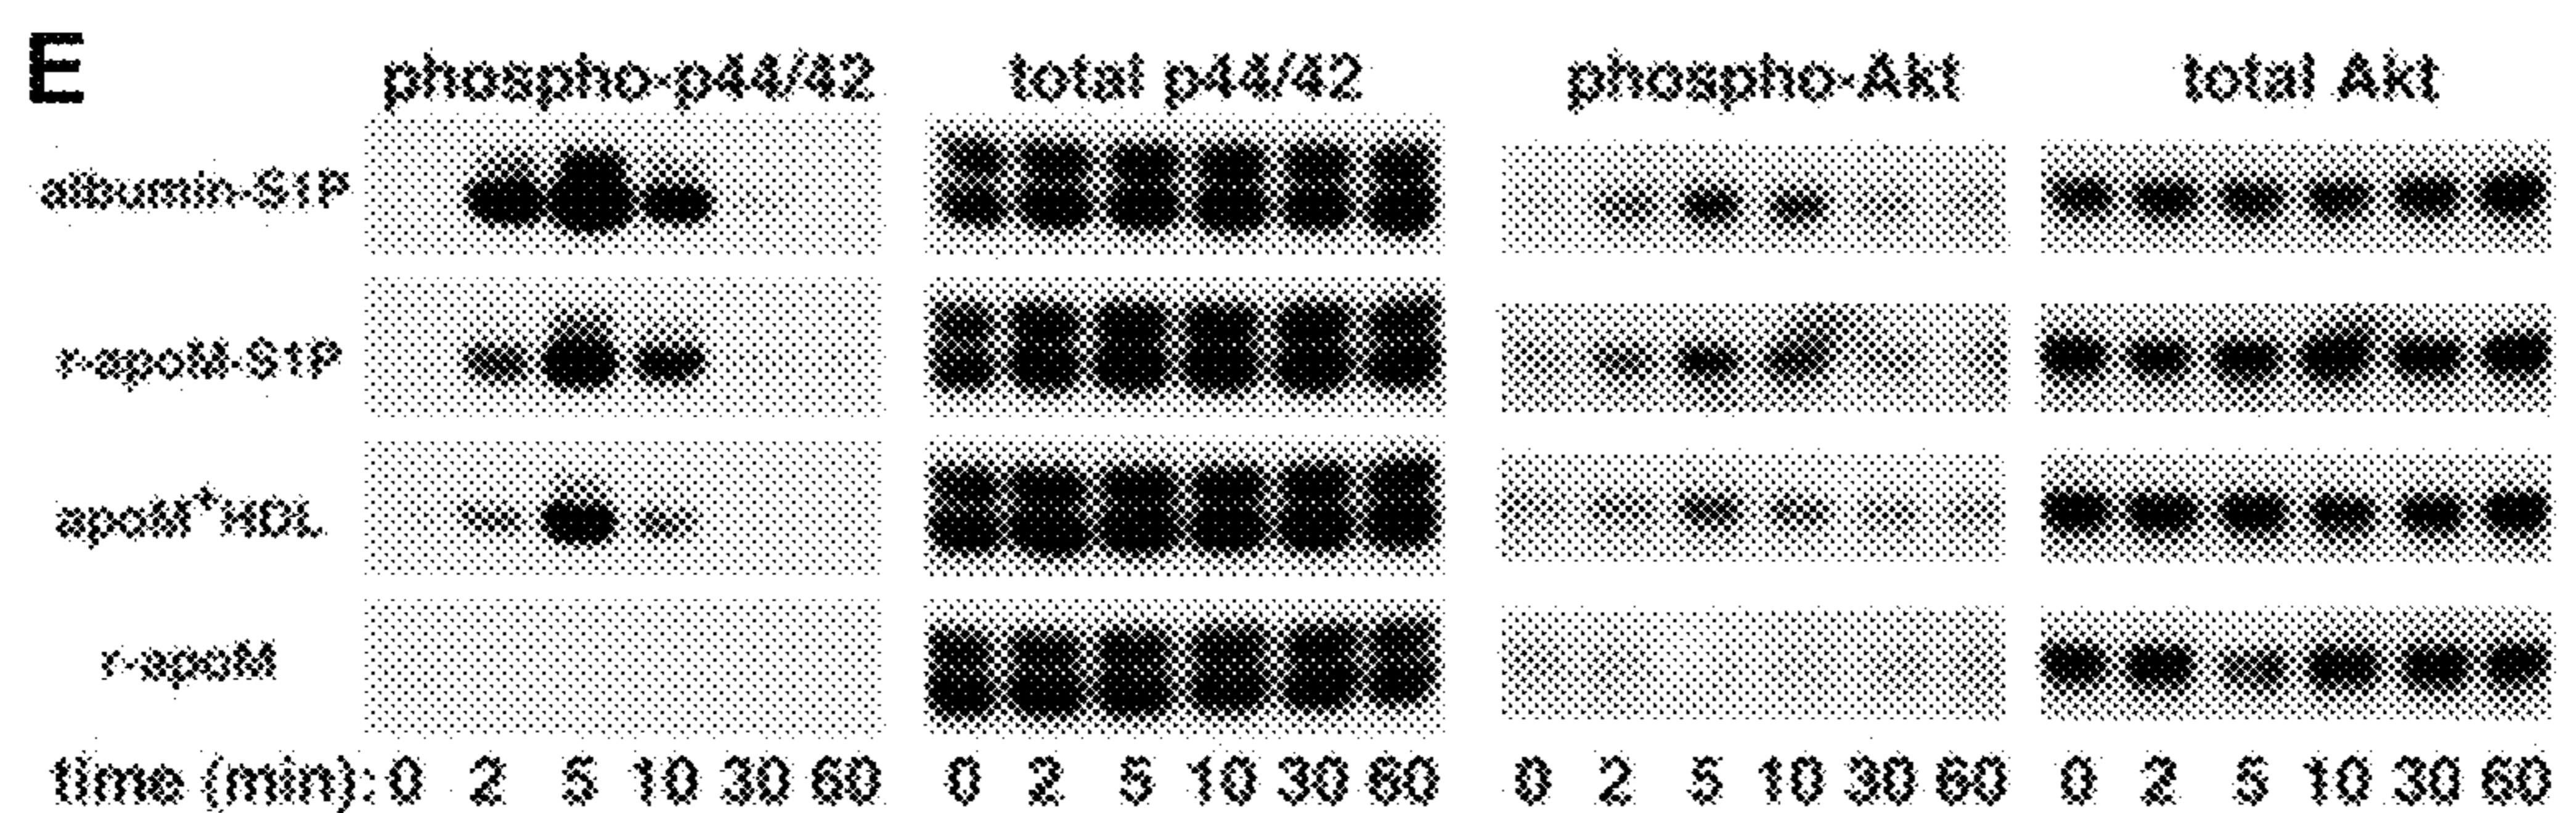 E
phospho-p44/42 total p44/42 phospho-Akt total Akt
albumin-S1P
r-apoM-S1P
apoM⁺HDL
r-apoM
time (min): 0 2 5 10 30 60 0 2 5 10 30 60 0 2 5 10 30 60 0 2 5 10 30 60